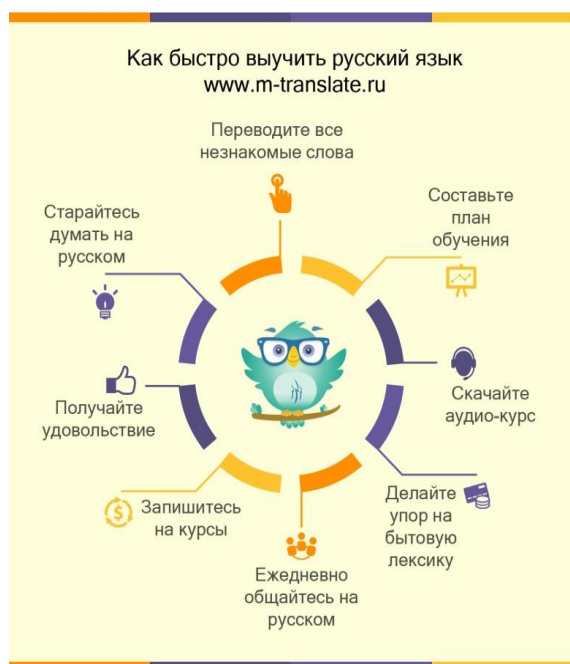 Как быстро выучить русский язык
www.m-translate.ru
Переводите все
незнакомые слова
Составьте
план
обучения
Скачайте
аудио-курс
Делайте
упор на
бытовую
лексику
Ежедневно
общайтесь на
русском
Запишитесь
на курсы
Получайте
удовольствие
Старайтесь
думать на
русском